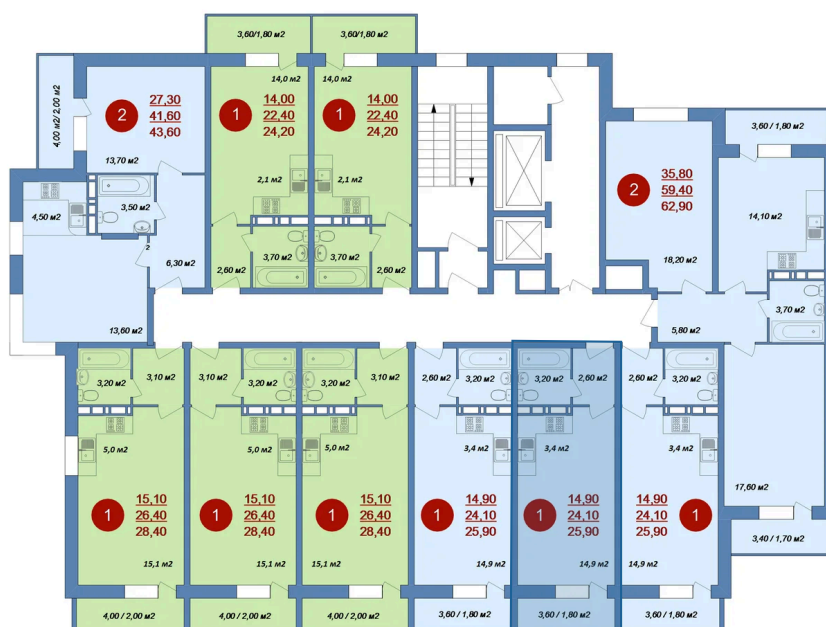 3,60/1,80 м2
3,60/1,80 м2
4,00 м2/ 2,00 м2
2
27,30
41,60
43,60
13,70 м2
14,0 м2
1
14,00
22,40
24,20
2,1 м2
14,0 м2
1
14,00
22,40
24,20
2,1 м2
3,60 / 1,80 м2
2
35,80
59,40
62,90
18,20 м2
14,10 м2
4,50 м2
3,50 м2
2
6,30 м2
13,60 м2
2,60 м2
3,70 м2
3,70 м2
2,60 м2
5,80 м2
3,70 м2
17,60 м2
3,40 / 1,70 м2
3,20 м2
3,10 м2
3,10 м2
3,20 м2
3,20 м2
3,10 м2
2,60 м2
3,20 м2
3,20 м2
2,60 м2
2,60 м2
3,20 м2
5,0 м2
5,0 м2
5,0 м2
3,4 м2
3,4 м2
3,4 м2
1
15,10
26,40
28,40
1
15,10
26,40
28,40
1
15,10
26,40
28,40
1
14,90
24,10
25,90
1
14,90
24,10
25,90
14,90
24,10
25,90
1
15,1 м2
15,1 м2
15,1 м2
14,9 м2
14,9 м2
14,9 м2
4,00 / 2,00 м2
4,00 / 2,00 м2
4,00 / 2,00 м2
3,60 / 1,80 м2
3,60 / 1,80 м2
3,60 / 1,80 м2